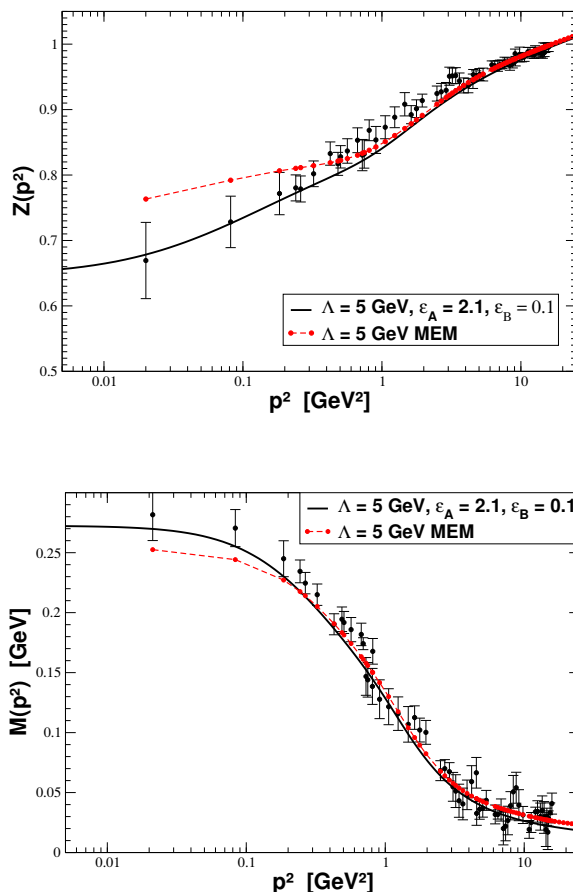 1
0.9
0.8
Z(p²)
0.7
0.6
0.5
Λ = 5 GeV, ε_A = 2.1, ε_B = 0.1
Λ = 5 GeV MEM
0.01 0.1 1 10
p² [GeV²]
Λ = 5 GeV, ε_A = 2.1, ε_B = 0.1
Λ = 5 GeV MEM
0.25
0.2
M(p²) [GeV]
0.15
0.1
0.05
0
0.01 0.1 1 10
p² [GeV²]